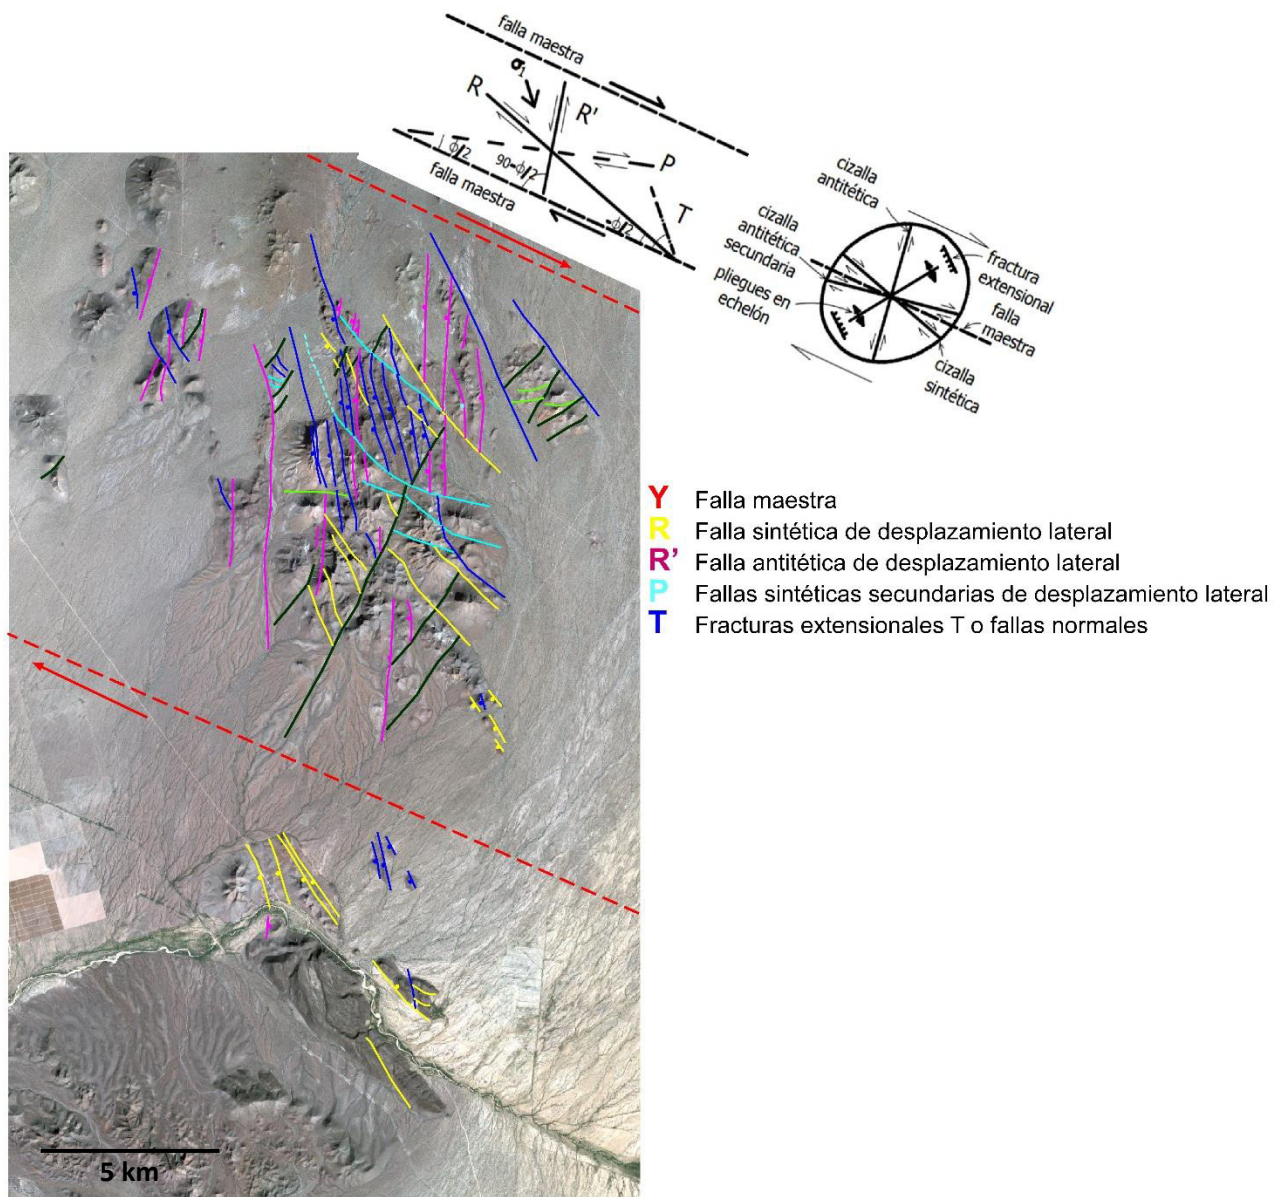 falla maestra
σ1
R
R'
ϕ/2
90-ϕ/2
P
falla maestra
ϕ/2
T
cizalla
antitética
cizalla
antitética
secundaria
pliegues en
echelón
fractura
extensional
falla
maestra
cizalla
sintética
Y Falla maestra
R Falla sintética de desplazamiento lateral
R' Falla antitética de desplazamiento lateral
P Fallas sintéticas secundarias de desplazamiento lateral
T Fracturas extensionales T o fallas normales
5 km